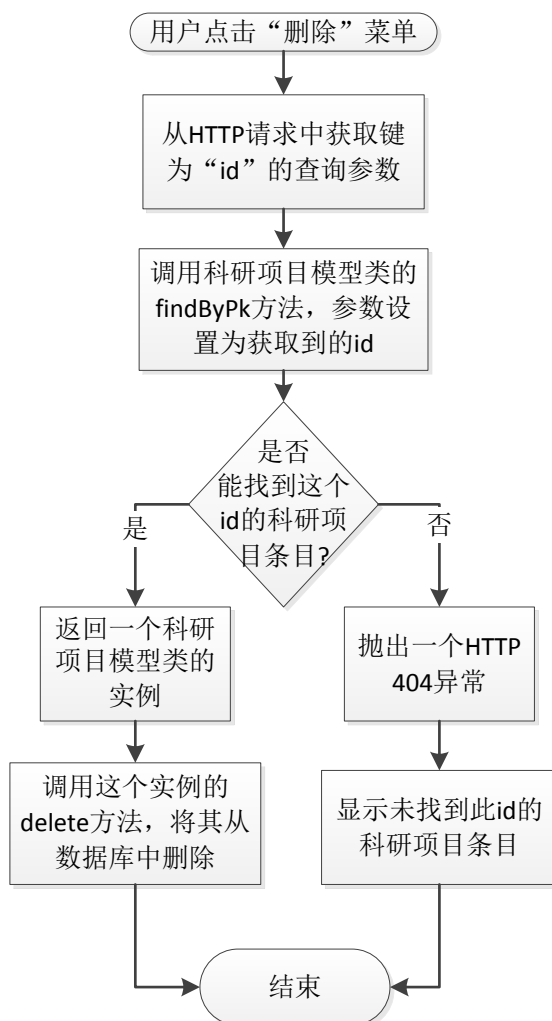 用户点击“删除”菜单
从HTTP请求中获取键
为“id”的查询参数
调用科研项目模型类的
findByPk方法，参数设
置为获取到的id
是否
能找到这个
id的科研项
目条目?
是
否
返回一个科研
项目模型类的
实例
抛出一个HTTP
404异常
调用这个实例的
delete方法，将其从
数据库中删除
显示未找到此id的
科研项目条目
结束